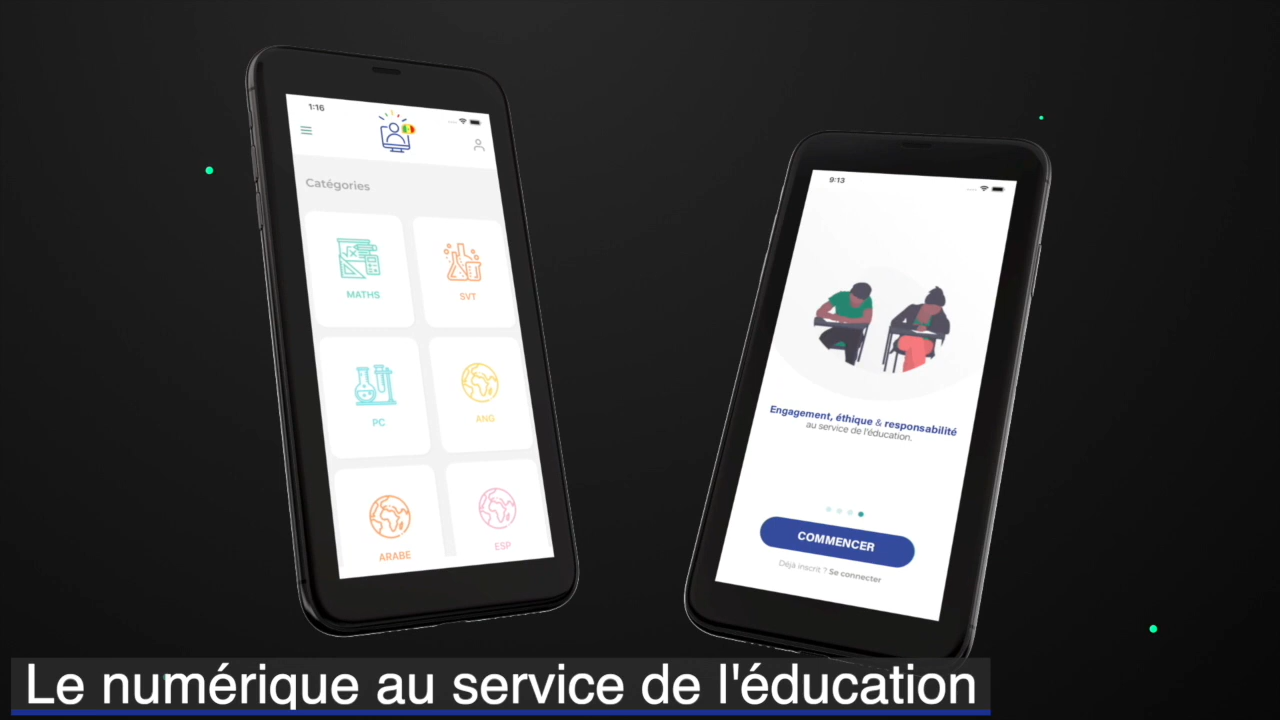 1:16
Catégories
MATHS
SVT
PC
ANG
ARABE
ESP
9:13
Engagement, éthique & responsabilité
au service de l'éducation.
COMMENCER
Déjà inscrit ? Se connecter
Le numérique au service de l'éducation